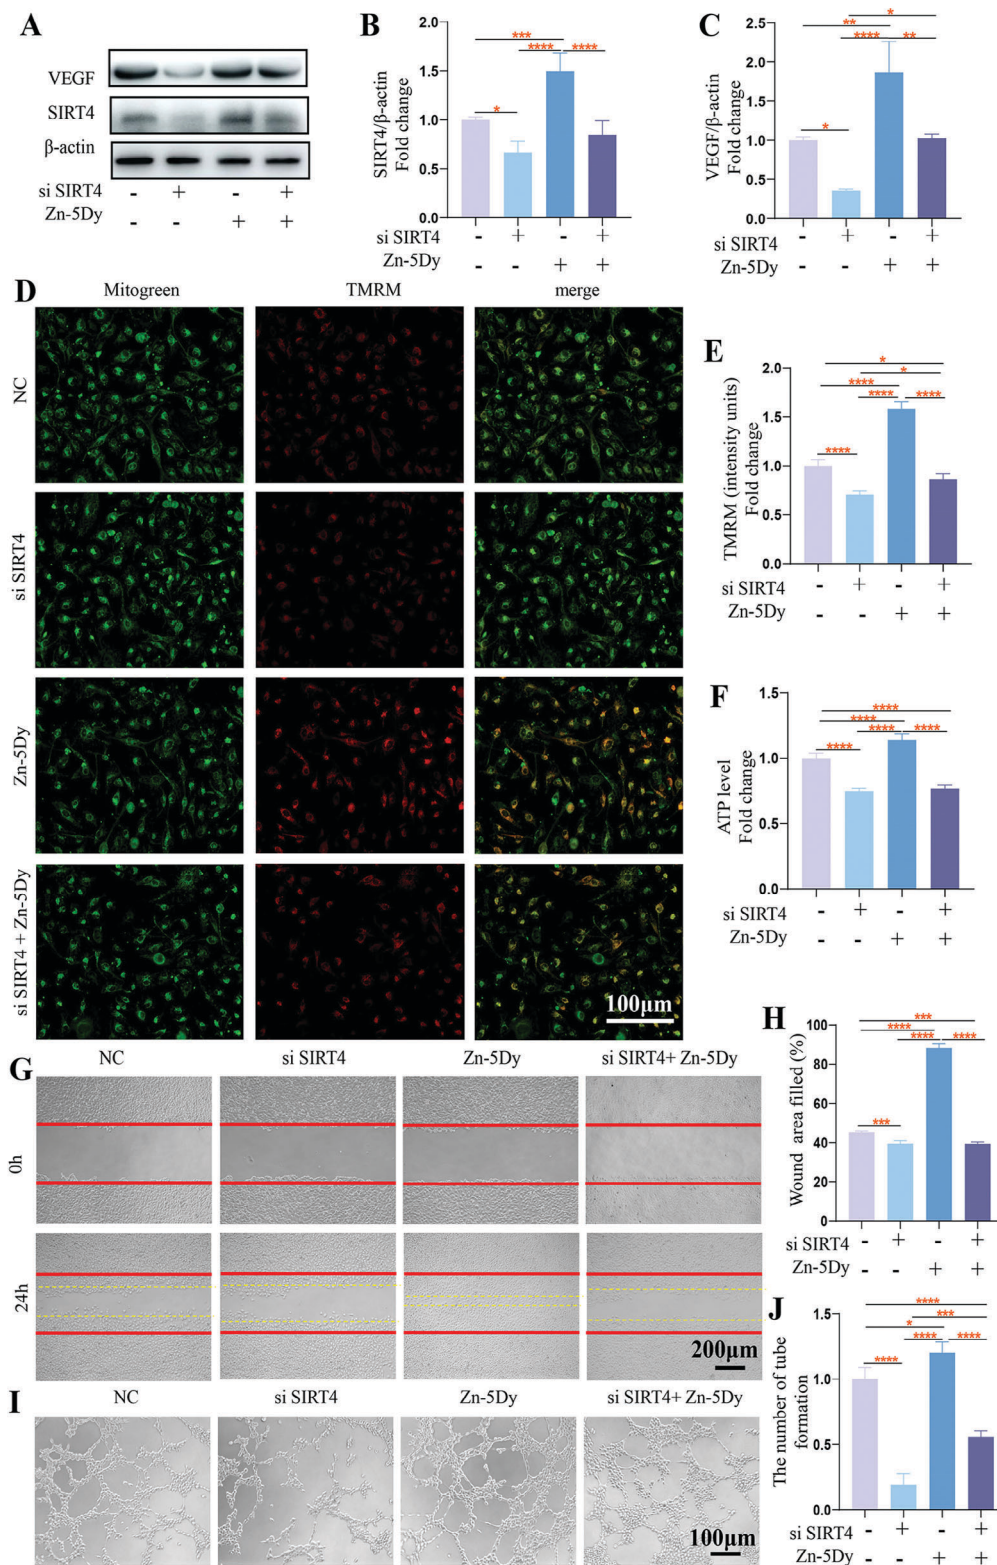 A
VEGF
SIRT4
β-actin
si SIRT4 - + - +
Zn-5Dy - - + +
B
SIRT4/β-actin
Fold change
2.0
1.5
1.0
0.5
0.0
*** **** **** *
si SIRT4 - + - +
Zn-5Dy - - + +
C
VEGF/β-actin
Fold change
2.5
2.0
1.5
1.0
0.5
0.0
* ** **** ** *
si SIRT4 - + - +
Zn-5Dy - - + +
D
Mitogreen TMRM merge
NC
si SIRT4
Zn-5Dy
si SIRT4 + Zn-5Dy
100μm
E
TMRM (intensity units)
Fold change
2.0
1.5
1.0
0.5
0.0
* * **** **** **** ****
si SIRT4 - + - +
Zn-5Dy - - + +
F
ATP level
Fold change
1.5
1.0
0.5
0.0
**** **** **** **** ****
si SIRT4 - + - +
Zn-5Dy - - + +
G
NC si SIRT4 Zn-5Dy si SIRT4+ Zn-5Dy
0h
24h
200μm
H
Wound area filled (%)
100
80
60
40
20
0
*** **** **** **** ***
si SIRT4 - + - +
Zn-5Dy - - + +
I
NC si SIRT4 Zn-5Dy si SIRT4+ Zn-5Dy
100μm
J
The number of tube
formation
1.5
1.0
0.5
0.0
**** *** * **** **** ****
si SIRT4 - + - +
Zn-5Dy - - + +